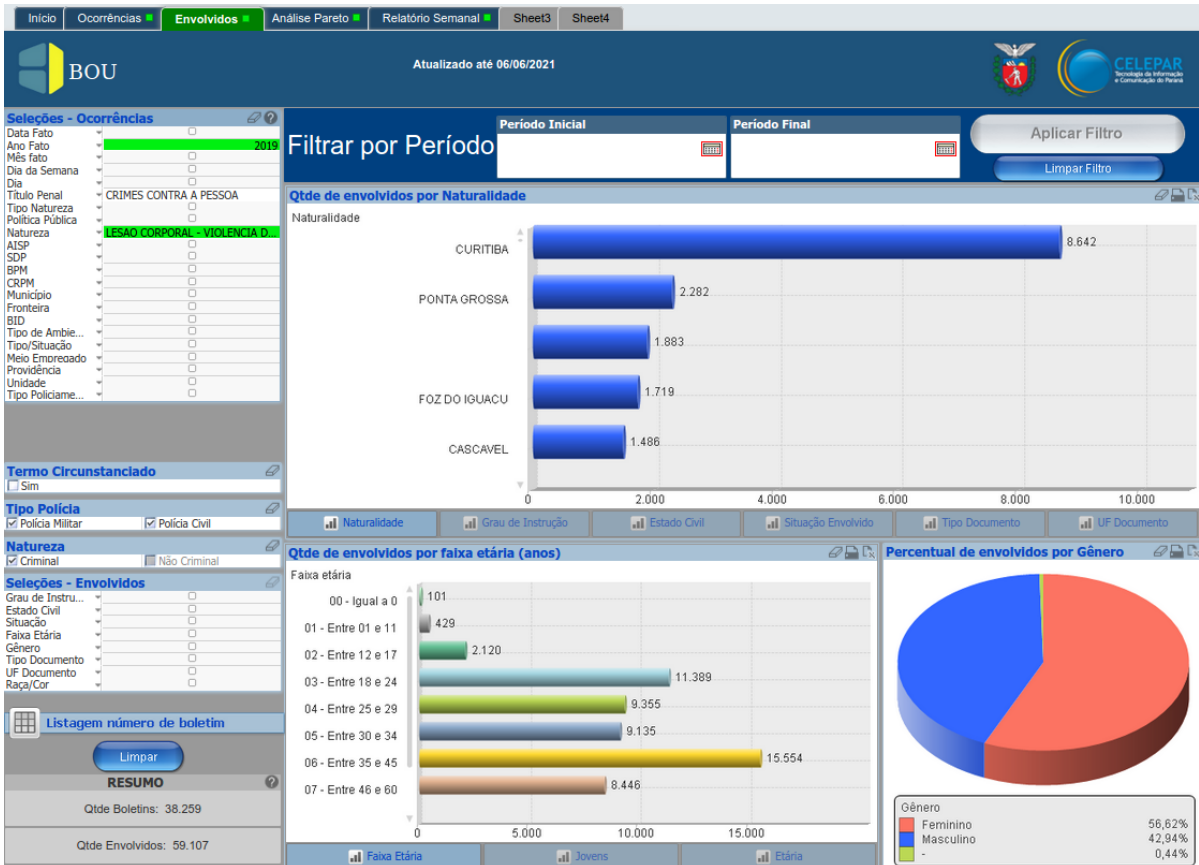 Início Ocorrências Envolvidos Análise Pareto Relatório Semanal Sheet3 Sheet4
BOU
Atualizado até 06/06/2021
CELEPAR
Tecnologia da Informação
e Comunicação do Paraná
Seleções - Ocorrências
Data Fato
Ano Fato 2019
Mês fato
Dia da Semana
Dia
Título Penal CRIMES CONTRA A PESSOA
Tipo Natureza
Política Pública
Natureza LESAO CORPORAL - VIOLENCIA D...
AISP
SDP
BPM
CRPM
Município
Fronteira
BID
Tipo de Ambie...
Tipo/Situação
Meio Empregado
Providência
Unidade
Tipo Policiame...
Termo Circunstanciado
Sim
Tipo Polícia
Polícia Militar Polícia Civil
Natureza
Criminal Não Criminal
Seleções - Envolvidos
Grau de Instru...
Estado Civil
Situação
Faixa Etária
Gênero
Tipo Documento
UF Documento
Raça/Cor
Listagem número de boletim
Limpar
RESUMO
Qtde Boletins: 38.259
Qtde Envolvidos: 59.107
Filtrar por Período
Período Inicial
Período Final
Aplicar Filtro
Limpar Filtro
Qtde de envolvidos por Naturalidade
Naturalidade
CURITIBA 8.642
PONTA GROSSA 2.282
1.883
FOZ DO IGUACU 1.719
CASCAVEL 1.486
0 2.000 4.000 6.000 8.000 10.000
Naturalidade Grau de Instrução Estado Civil Situação Envolvido Tipo Documento UF Documento
Qtde de envolvidos por faixa etária (anos)
Faixa etária
00 - Igual a 0 101
01 - Entre 01 e 11 429
02 - Entre 12 e 17 2.120
03 - Entre 18 e 24 11.389
04 - Entre 25 e 29 9.355
05 - Entre 30 e 34 9.135
06 - Entre 35 e 45 15.554
07 - Entre 46 e 60 8.446
0 5.000 10.000 15.000
Faixa Etária Jovens Etária
Percentual de envolvidos por Gênero
Gênero
Feminino 56,62%
Masculino 42,94%
- 0,44%